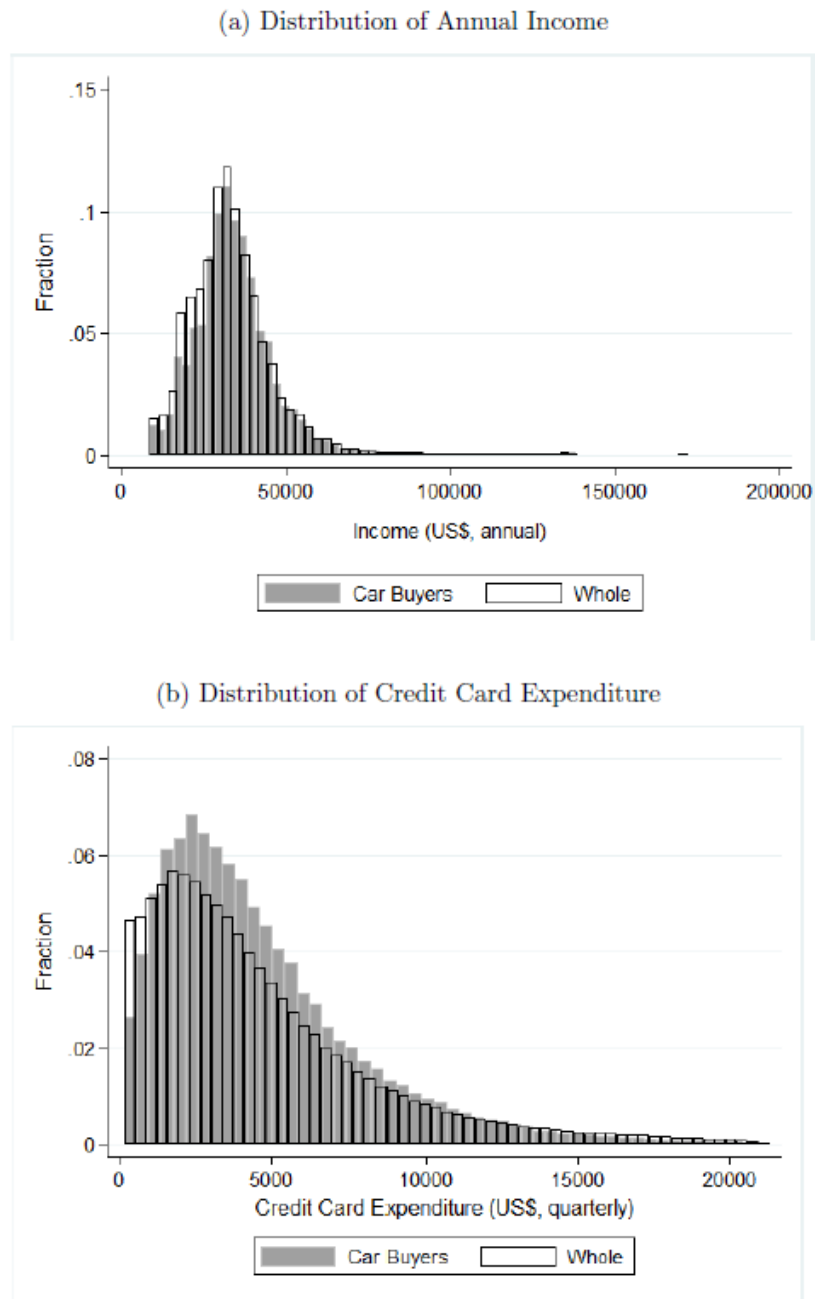 (a) Distribution of Annual Income
.15
.1
.05
0
Fraction
0 50000 100000 150000 200000
Income (US$, annual)
Car Buyers Whole
(b) Distribution of Credit Card Expenditure
.08
.06
.04
.02
0
Fraction
0 5000 10000 15000 20000
Credit Card Expenditure (US$, quarterly)
Car Buyers Whole